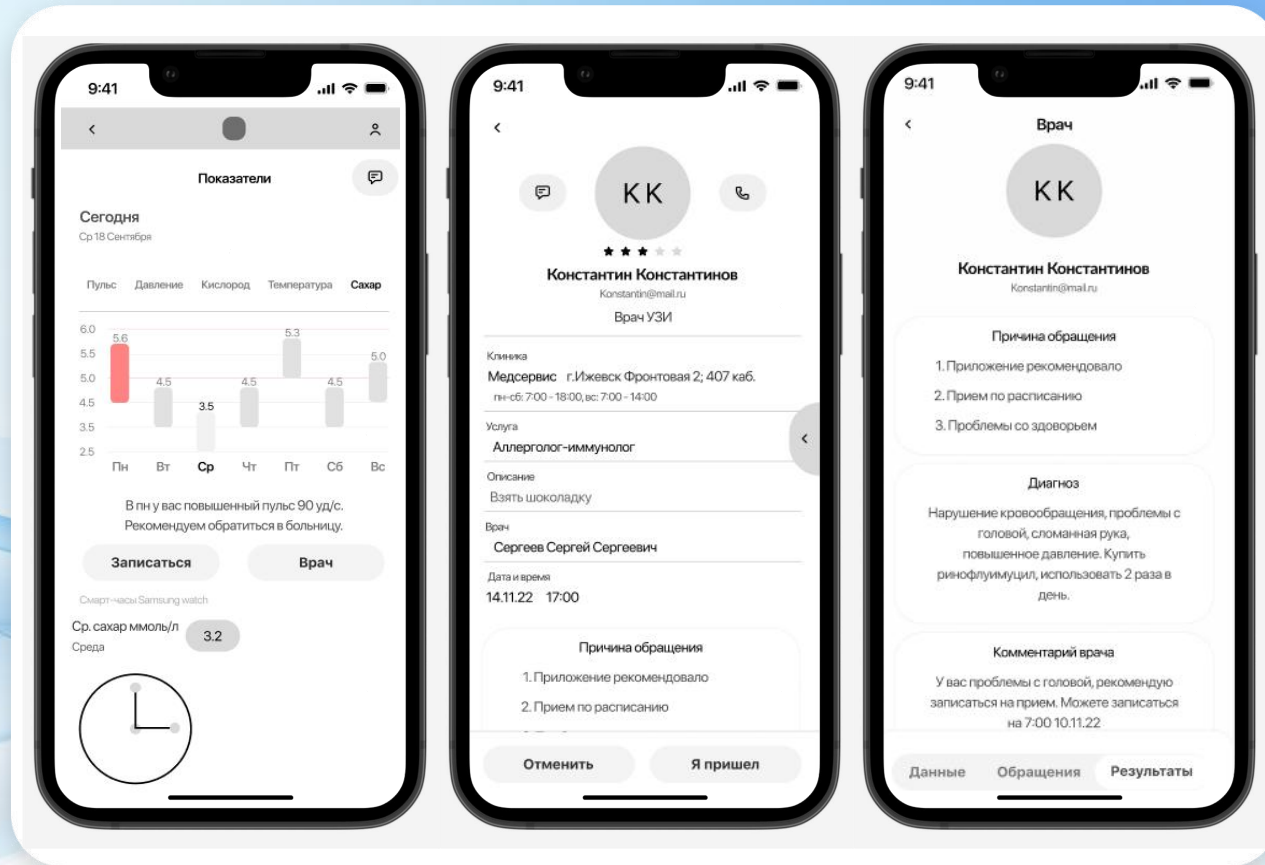 9:41
Показатели
Сегодня
Ср 18 Сентября
Пульс Давление Кислород Температура Сахар
6.0
5.5
5.0
4.5
3.5
2.5
5.6
4.5
3.5
4.5
5.3
4.5
5.0
Пн Вт Ср Чт Пт Сб Вс
В пн у вас повышенный пульс 90 уд/с.
Рекомендуем обратиться в больницу.
Записаться Врач
Смарт-часы Samsung watch
Ср. сахар ммоль/л
3.2
Среда
9:41
КК
Константин Константинов
Konstantin@mail.ru
Врач УЗИ
Клиника
Медсервис г.Ижевск Фронтовая 2; 407 каб.
пн-сб: 7:00 - 18:00, вс: 7:00 - 14:00
Услуга
Аллерголог-иммунолог
Описание
Взять шоколадку
Врач
Сергеев Сергей Сергеевич
Дата и время
14.11.22 17:00
Причина обращения
1. Приложение рекомендовало
2. Прием по расписанию
Отменить Я пришел
9:41
Врач
КК
Константин Константинов
Konstantin@mail.ru
Причина обращения
1. Приложение рекомендовало
2. Прием по расписанию
3. Проблемы со здоворьем
Диагноз
Нарушение кровообращения, проблемы с
головой, сломанная рука,
повышенное давление. Купить
ринофлуимуцил, использовать 2 раза в
день.
Комментарий врача
У вас проблемы с головой, рекомендую
записаться на прием. Можете записаться
на 7:00 10.11.22
Данные Обращения Результаты